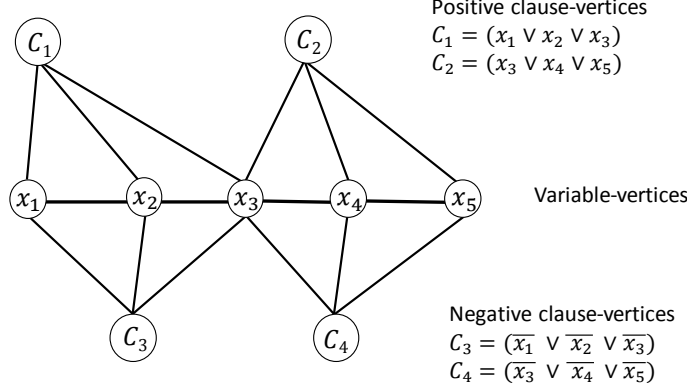 Positive clause-vertices
C₁ = (x₁ ∨ x₂ ∨ x₃)
C₂ = (x₃ ∨ x₄ ∨ x₅)
C₁
C₂
x₁ x₂ x₃ x₄ x₅
Variable-vertices
C₃
C₄
Negative clause-vertices
C₃ = (x̅₁ ∨ x̅₂ ∨ x̅₃)
C₄ = (x̅₃ ∨ x̅₄ ∨ x̅₅)